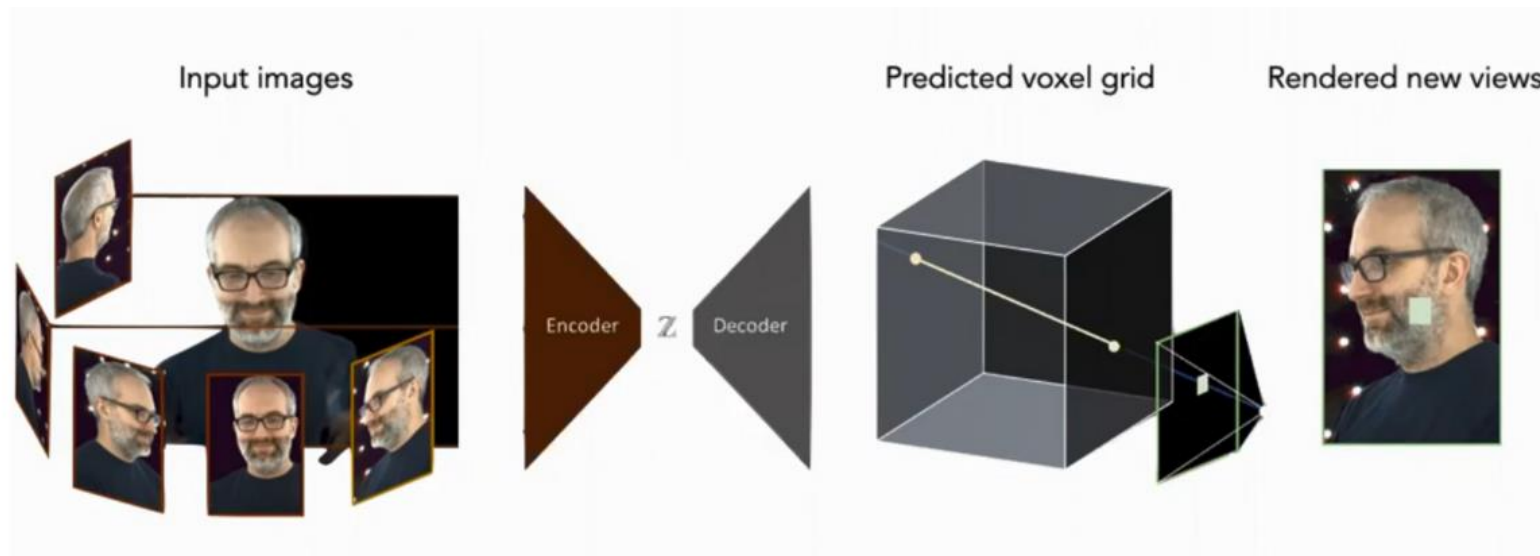 Input images
Predicted voxel grid
Rendered new views
Encoder
ℤ
Decoder